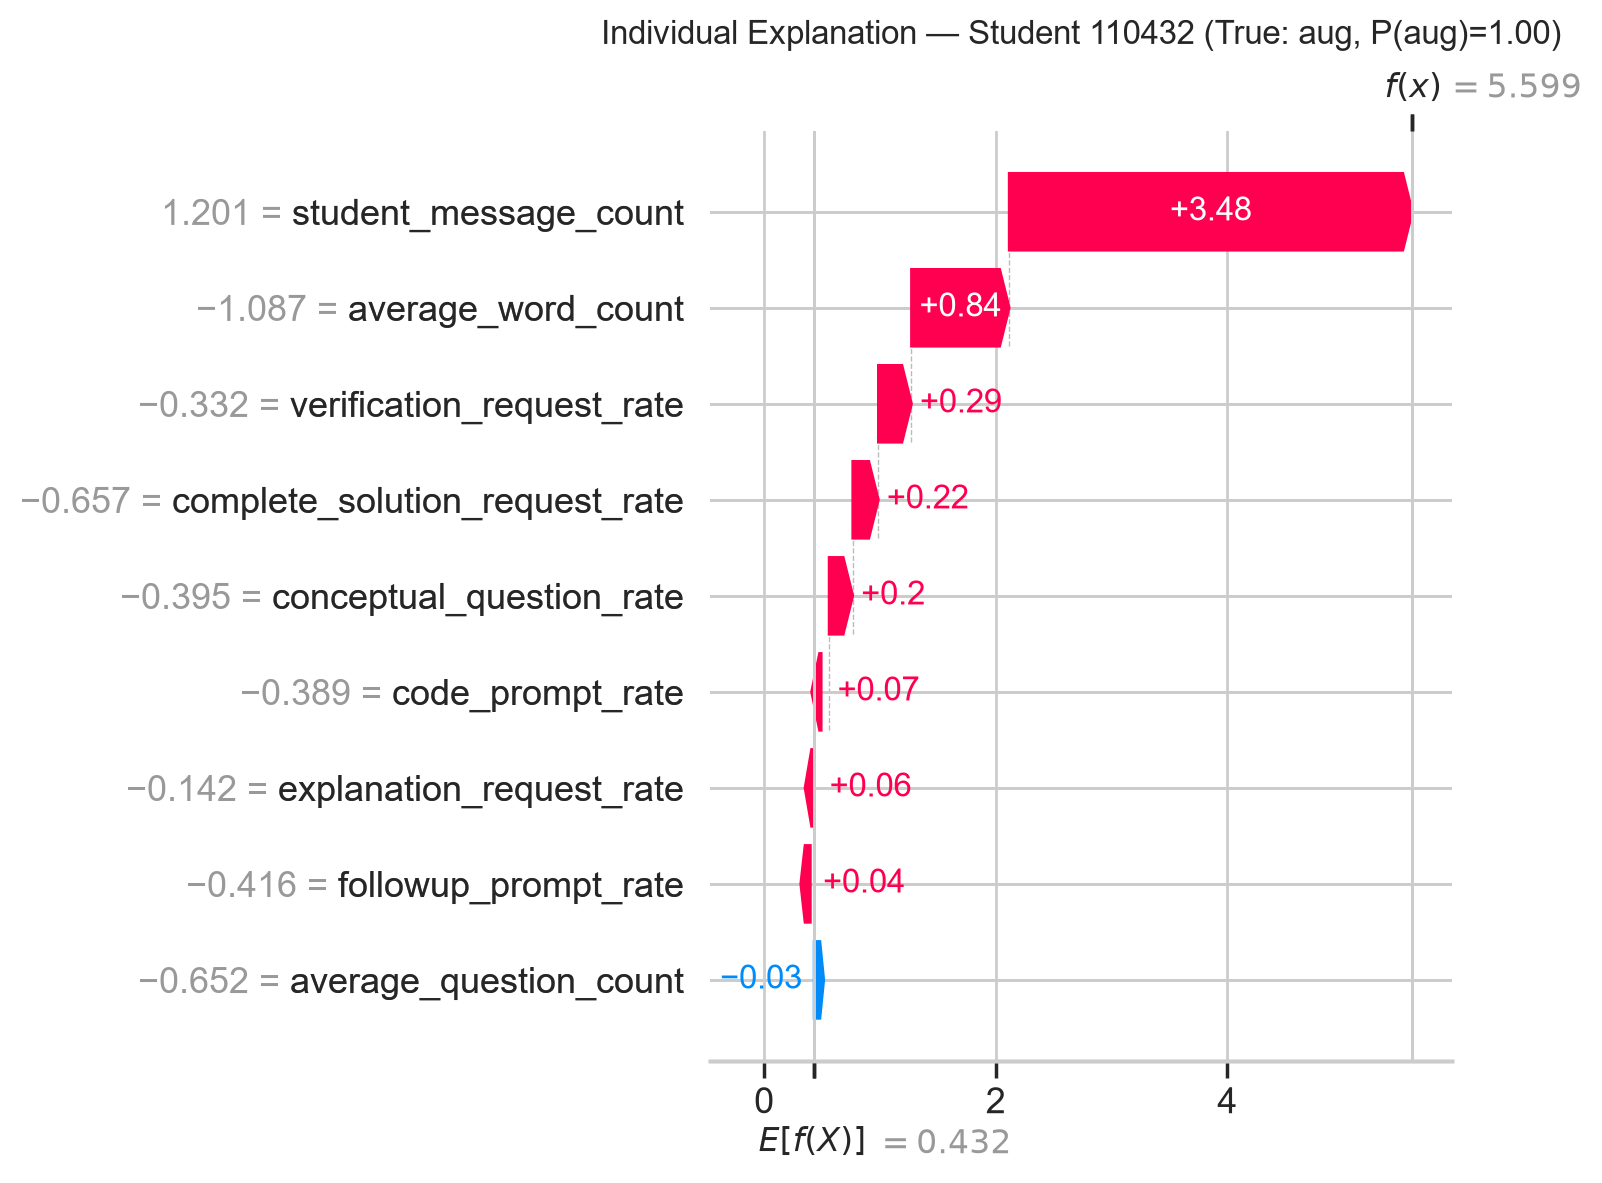 Individual Explanation — Student 110432 (True: aug, P(aug)=1.00)
f(x) = 5.599
1.201 = student_message_count +3.48
−1.087 = average_word_count +0.84
−0.332 = verification_request_rate +0.29
−0.657 = complete_solution_request_rate +0.22
−0.395 = conceptual_question_rate +0.2
−0.389 = code_prompt_rate +0.07
−0.142 = explanation_request_rate +0.06
−0.416 = followup_prompt_rate +0.04
−0.652 = average_question_count −0.03
0 2 4
E[f(X)] = 0.432